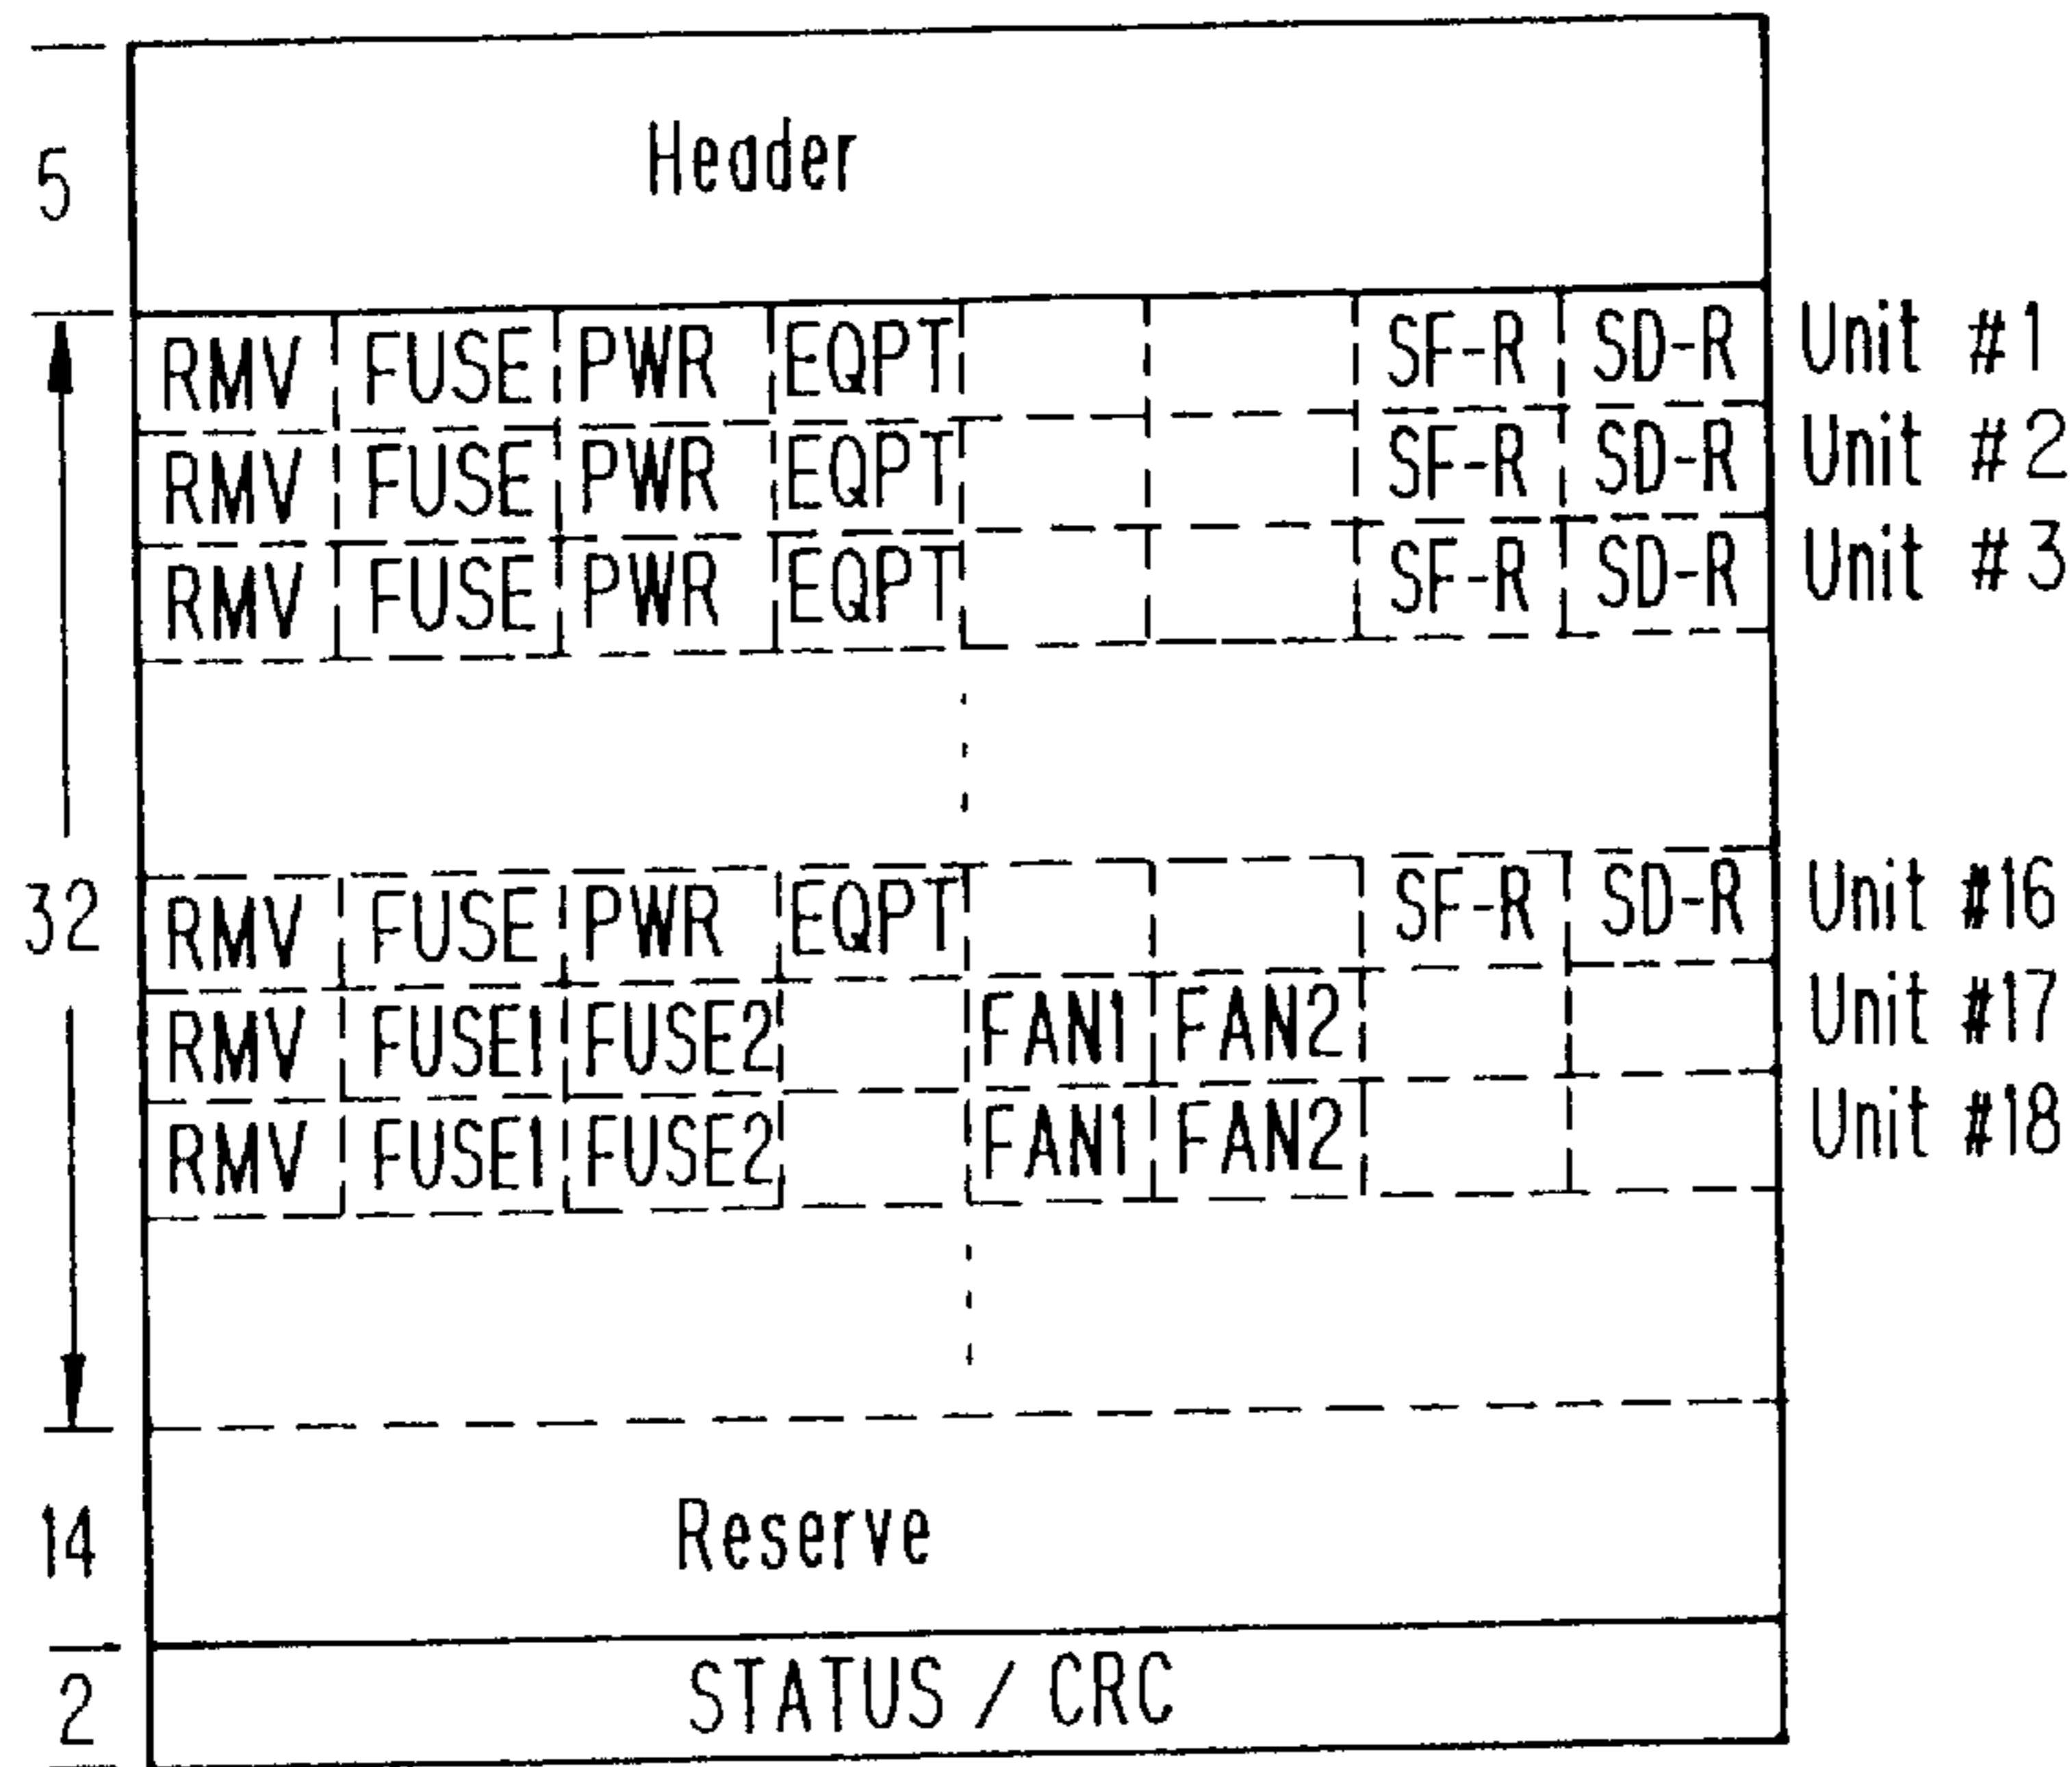 5 Header
RMV FUSE PWR EQPT SF-R SD-R Unit #1
RMV FUSE PWR EQPT SF-R SD-R Unit #2
RMV FUSE PWR EQPT SF-R SD-R Unit #3
32 RMV FUSE PWR EQPT SF-R SD-R Unit #16
RMV FUSE1 FUSE2 FAN1 FAN2 Unit #17
RMV FUSE1 FUSE2 FAN1 FAN2 Unit #18
14 Reserve
2 STATUS / CRC